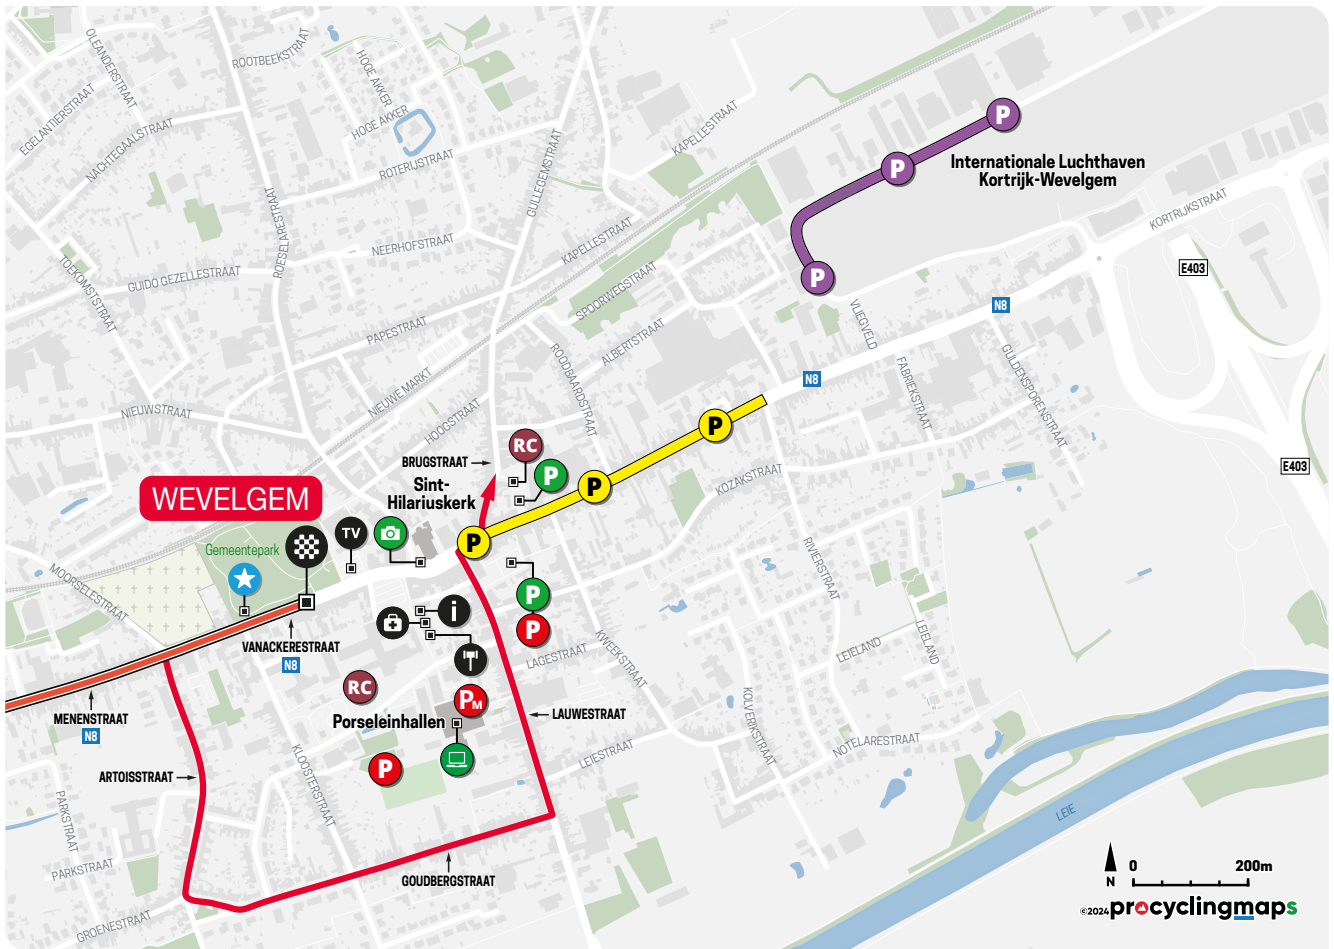 OLEANDERSTRAAT
ROOTBEEKSTRAAT
HOGE AKKER
HOGE AKKER
EGELANTIERSTRAAT
NACHTEGAALSTRAAT
ROTERIJSTRAAT
GULLEGEMSTRAAT
KAPELLESTRAAT
P
P
Internationale Luchthaven
Kortrijk-Wevelgem
KORTRIJKSTRAAT
ROESELARESTRAAT
NEERHOFSTRAAT
KAPELLESTRAAT
TOEKOMSTSTRAAT
GUIDO GEZELLESTRAAT
SPOORWEGSTRAAT
P
E403
N8
VLIEGVELD
PAPESTRAAT
ALBERTSTRAAT
ROODBAARDSTRAAT
FABRIEKSTRAAT
GULDENSPORENSTRAAT
N8
NIEUWSTRAAT
NIEUWE MARKT
HOOGSTRAAT
P
RC
BRUGSTRAAT
E403
P
Sint-
Hilariuskerk
P
KOZAKSTRAAT
WEVELGEM
TV
P
Gemeentepark
MOORSELESTRAAT
RIVIERSTRAAT
P
i
P
VANACKERESTRAAT
N8
LAGESTRAAT
KWEEKSTRAAT
LEIELAND
LEIELAND
RC
PM
KOLVERIKSTRAAT
MENENSTRAAT
N8
Porseleinhallen
LAUWESTRAAT
NOTELARESTRAAT
LEIESTRAAT
ARTOISSTRAAT
KLOOSTERSTRAAT
P
PARKSTRAAT
LEIE
PARKSTRAAT
GOUDBERGSTRAAT
GROENESTRAAT
N
0
200m
©2024 procyclingmaps